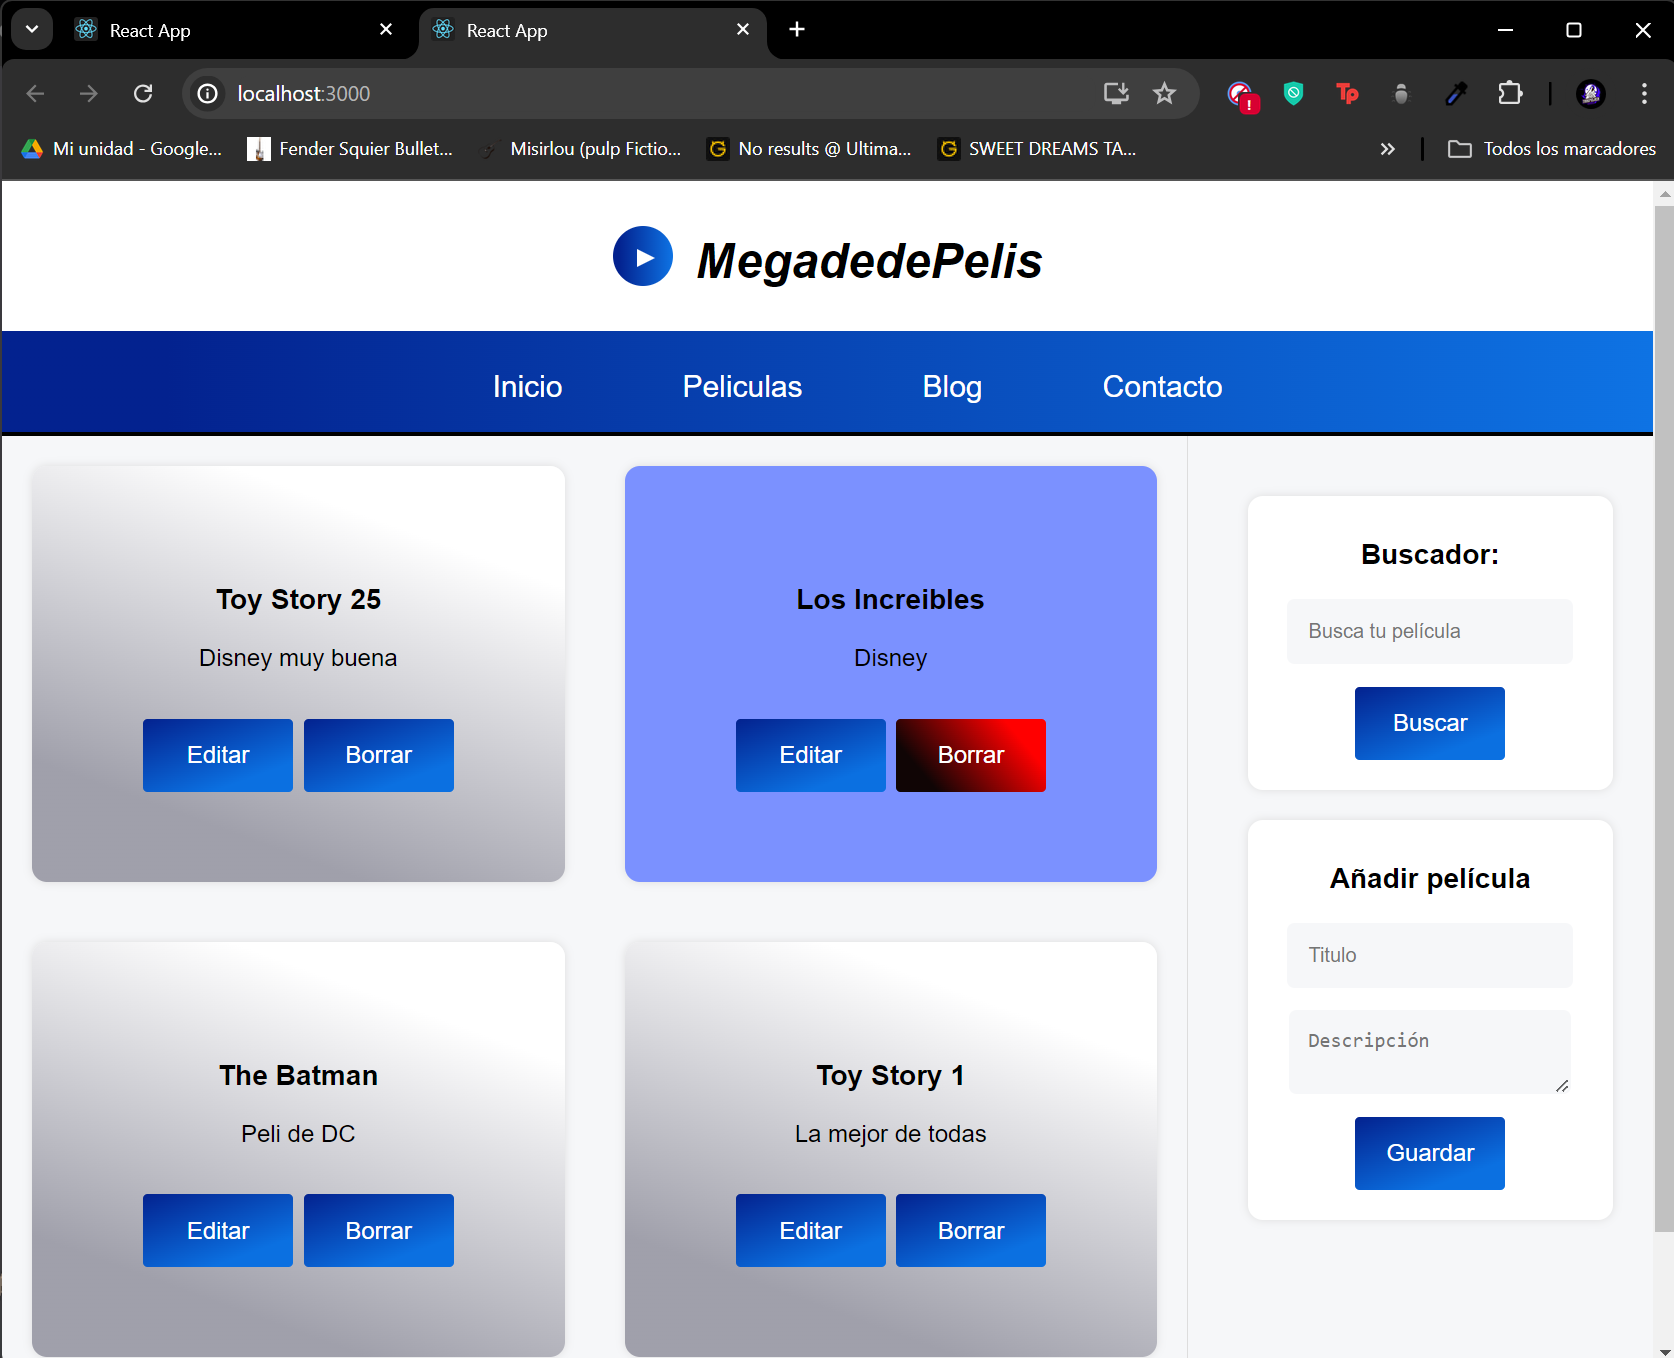 React App
React App
localhost:3000
Mi unidad - Google...
Fender Squier Bullet...
Misirlou (pulp Fictio...
No results @ Ultima...
SWEET DREAMS TA...
Todos los marcadores
MegadedePelis
Inicio
Peliculas
Blog
Contacto
Toy Story 25
Disney muy buena
Editar
Borrar
Los Increibles
Disney
Editar
Borrar
The Batman
Peli de DC
Editar
Borrar
Toy Story 1
La mejor de todas
Editar
Borrar
Buscador:
Busca tu película
Buscar
Añadir película
Titulo
Descripción
Guardar